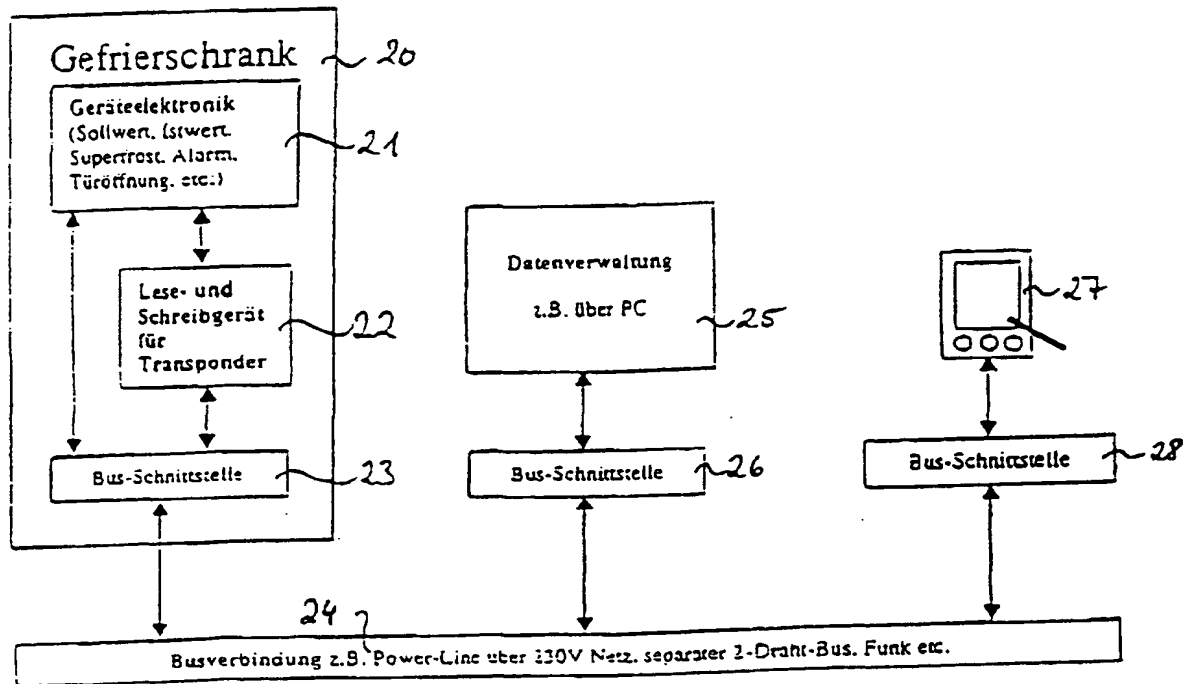 Gefrierschrank
20
Geräteelektronik
(Sollwert, Istwert,
Superfrost, Alarm,
Türöffnung, etc.)
21
Lese- und
Schreibgerät
für
Transponder
22
Bus-Schnittstelle
23
Datenverwaltung
z.B. über PC
25
Bus-Schnittstelle
26
27
Bus-Schnittstelle
28
24
Busverbindung z.B. Power-Line über 230V Netz, separater 2-Draht-Bus, Funk etc.